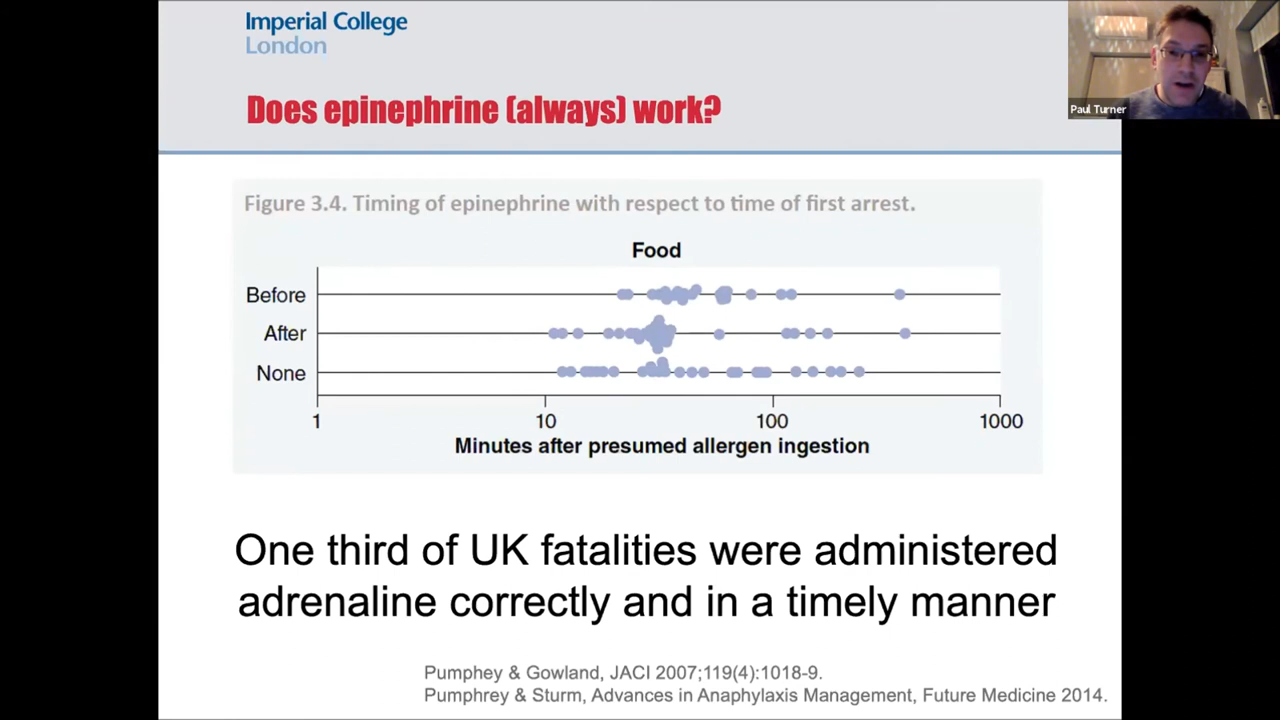 Imperial College
London
Does epinephrine (always) work?
Paul Turner
Figure 3.4. Timing of epinephrine with respect to time of first arrest.
Food
Before
After
None
1 10 100 1000
Minutes after presumed allergen ingestion
One third of UK fatalities were administered
adrenaline correctly and in a timely manner
Pumphey & Gowland, JACI 2007;119(4):1018-9.
Pumphrey & Sturm, Advances in Anaphylaxis Management, Future Medicine 2014.